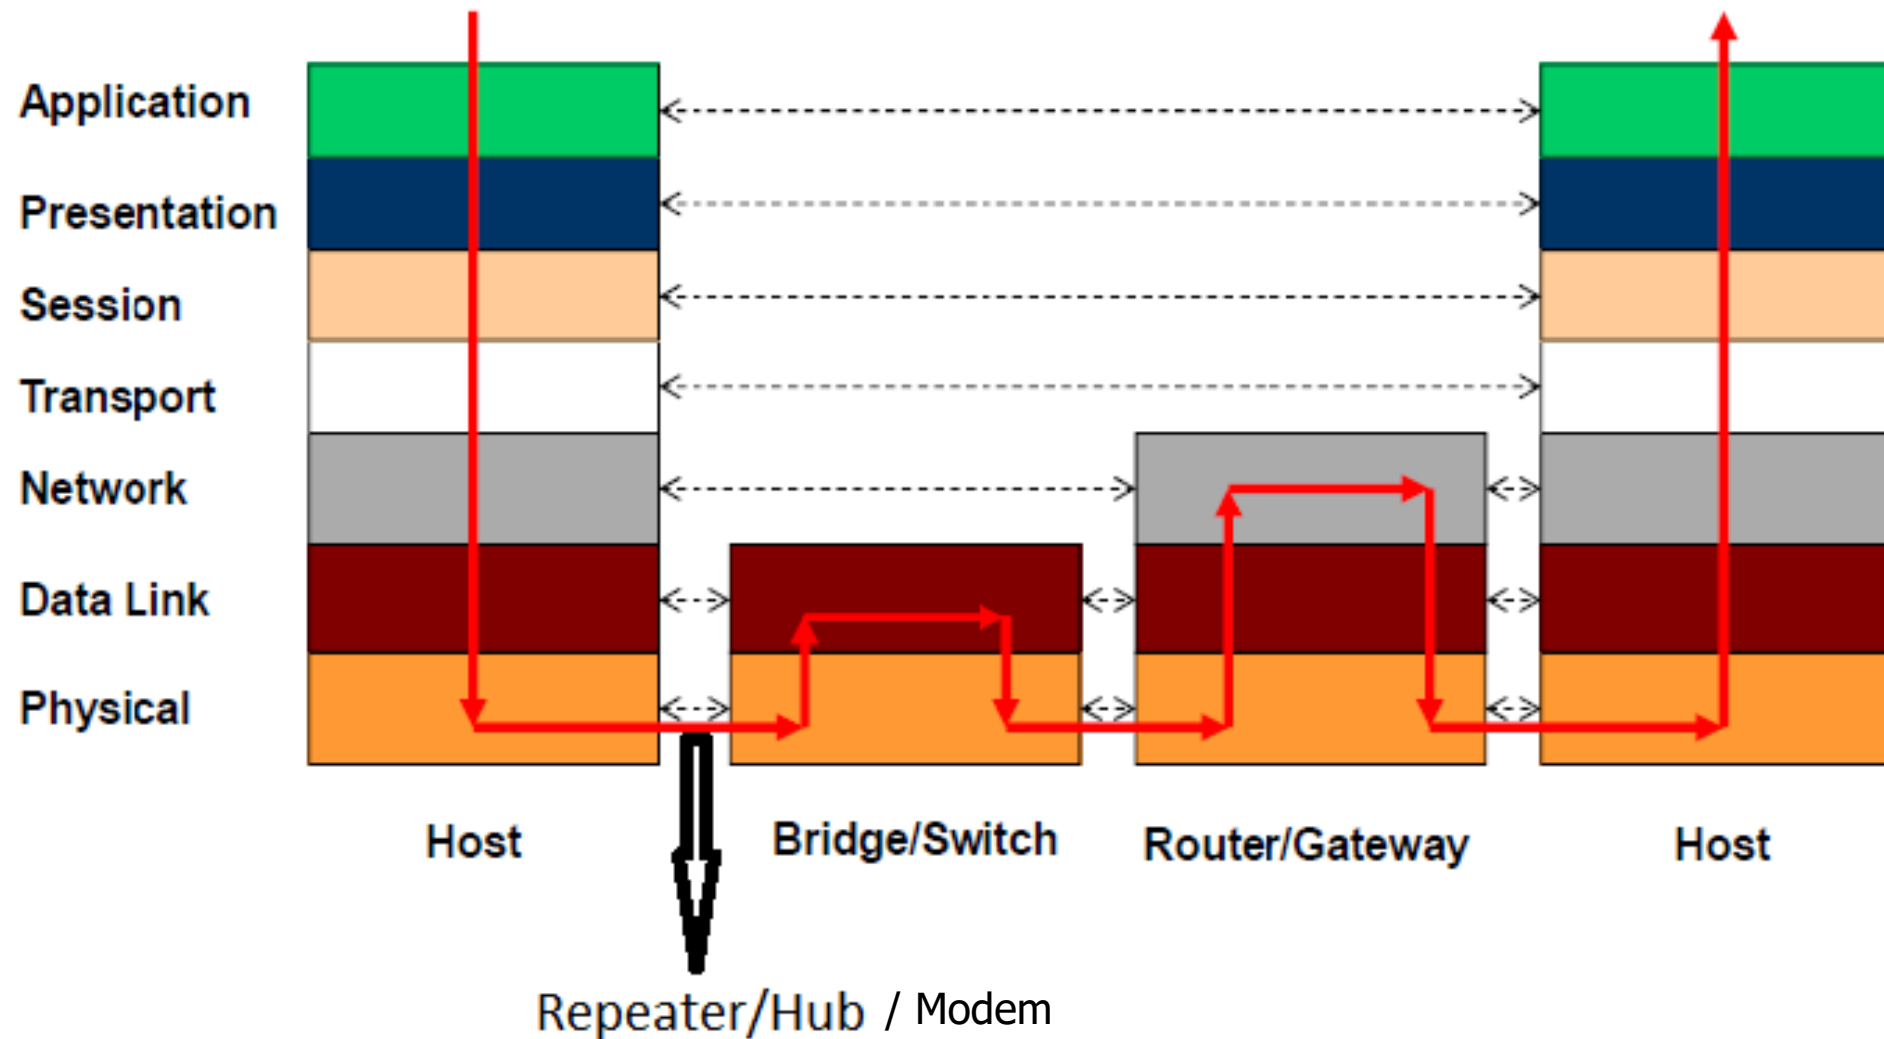 Application
Presentation
Session
Transport
Network
Data Link
Physical
Host
Bridge/Switch
Router/Gateway
Host
Repeater/Hub / Modem